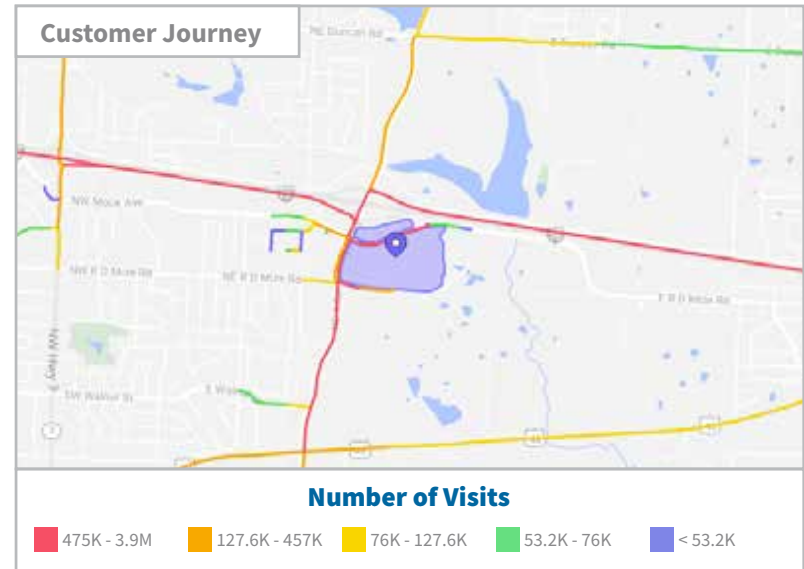 Customer Journey
NE Duncan Rd
NW Mock Ave
NW R D Mize Rd
NE R D Mize Rd
E R D Mize Rd
NW Hwy 7
SW Walnut St
7
Number of Visits
475K - 3.9M
127.6K - 457K
76K - 127.6K
53.2K - 76K
< 53.2K